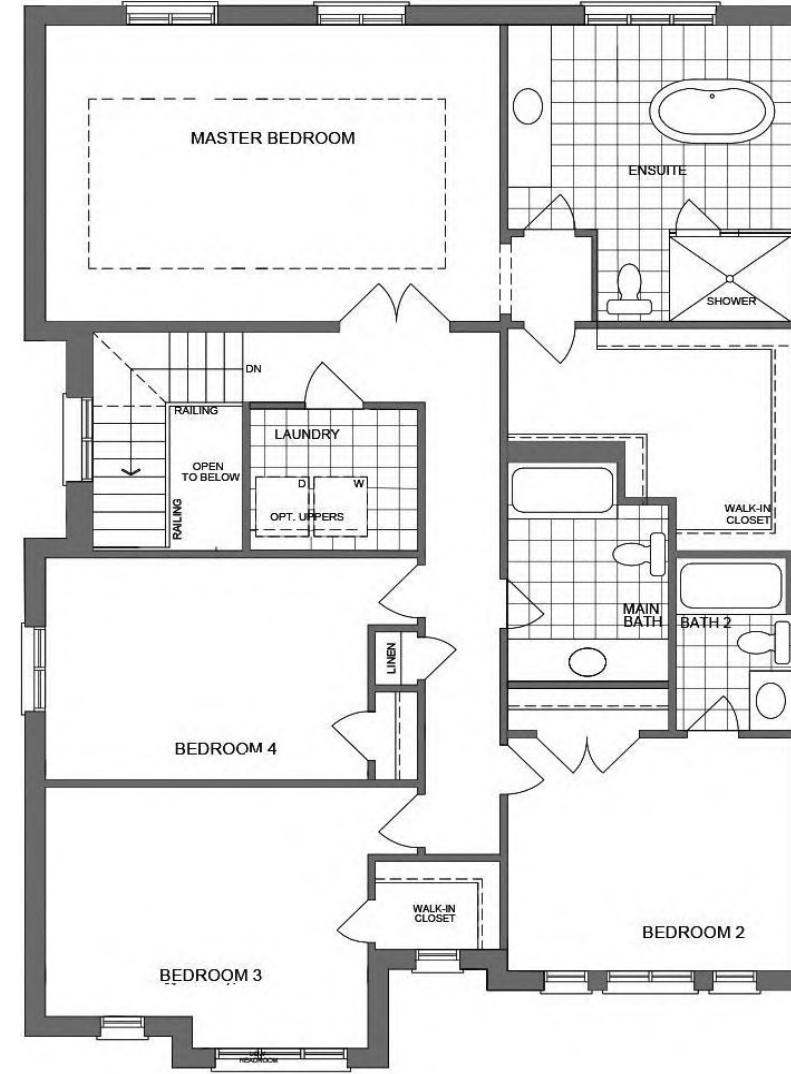 MASTER BEDROOM
ENSUITE
SHOWER
DN
RAILING
LAUNDRY
OPEN
TO BELOW
RAILING
D
W
OPT. UPPERS
WALK-IN
CLOSET
MAIN
BATH
BATH 2
LINEN
BEDROOM 4
WALK-IN
CLOSET
BEDROOM 2
BEDROOM 3
HEADROOM